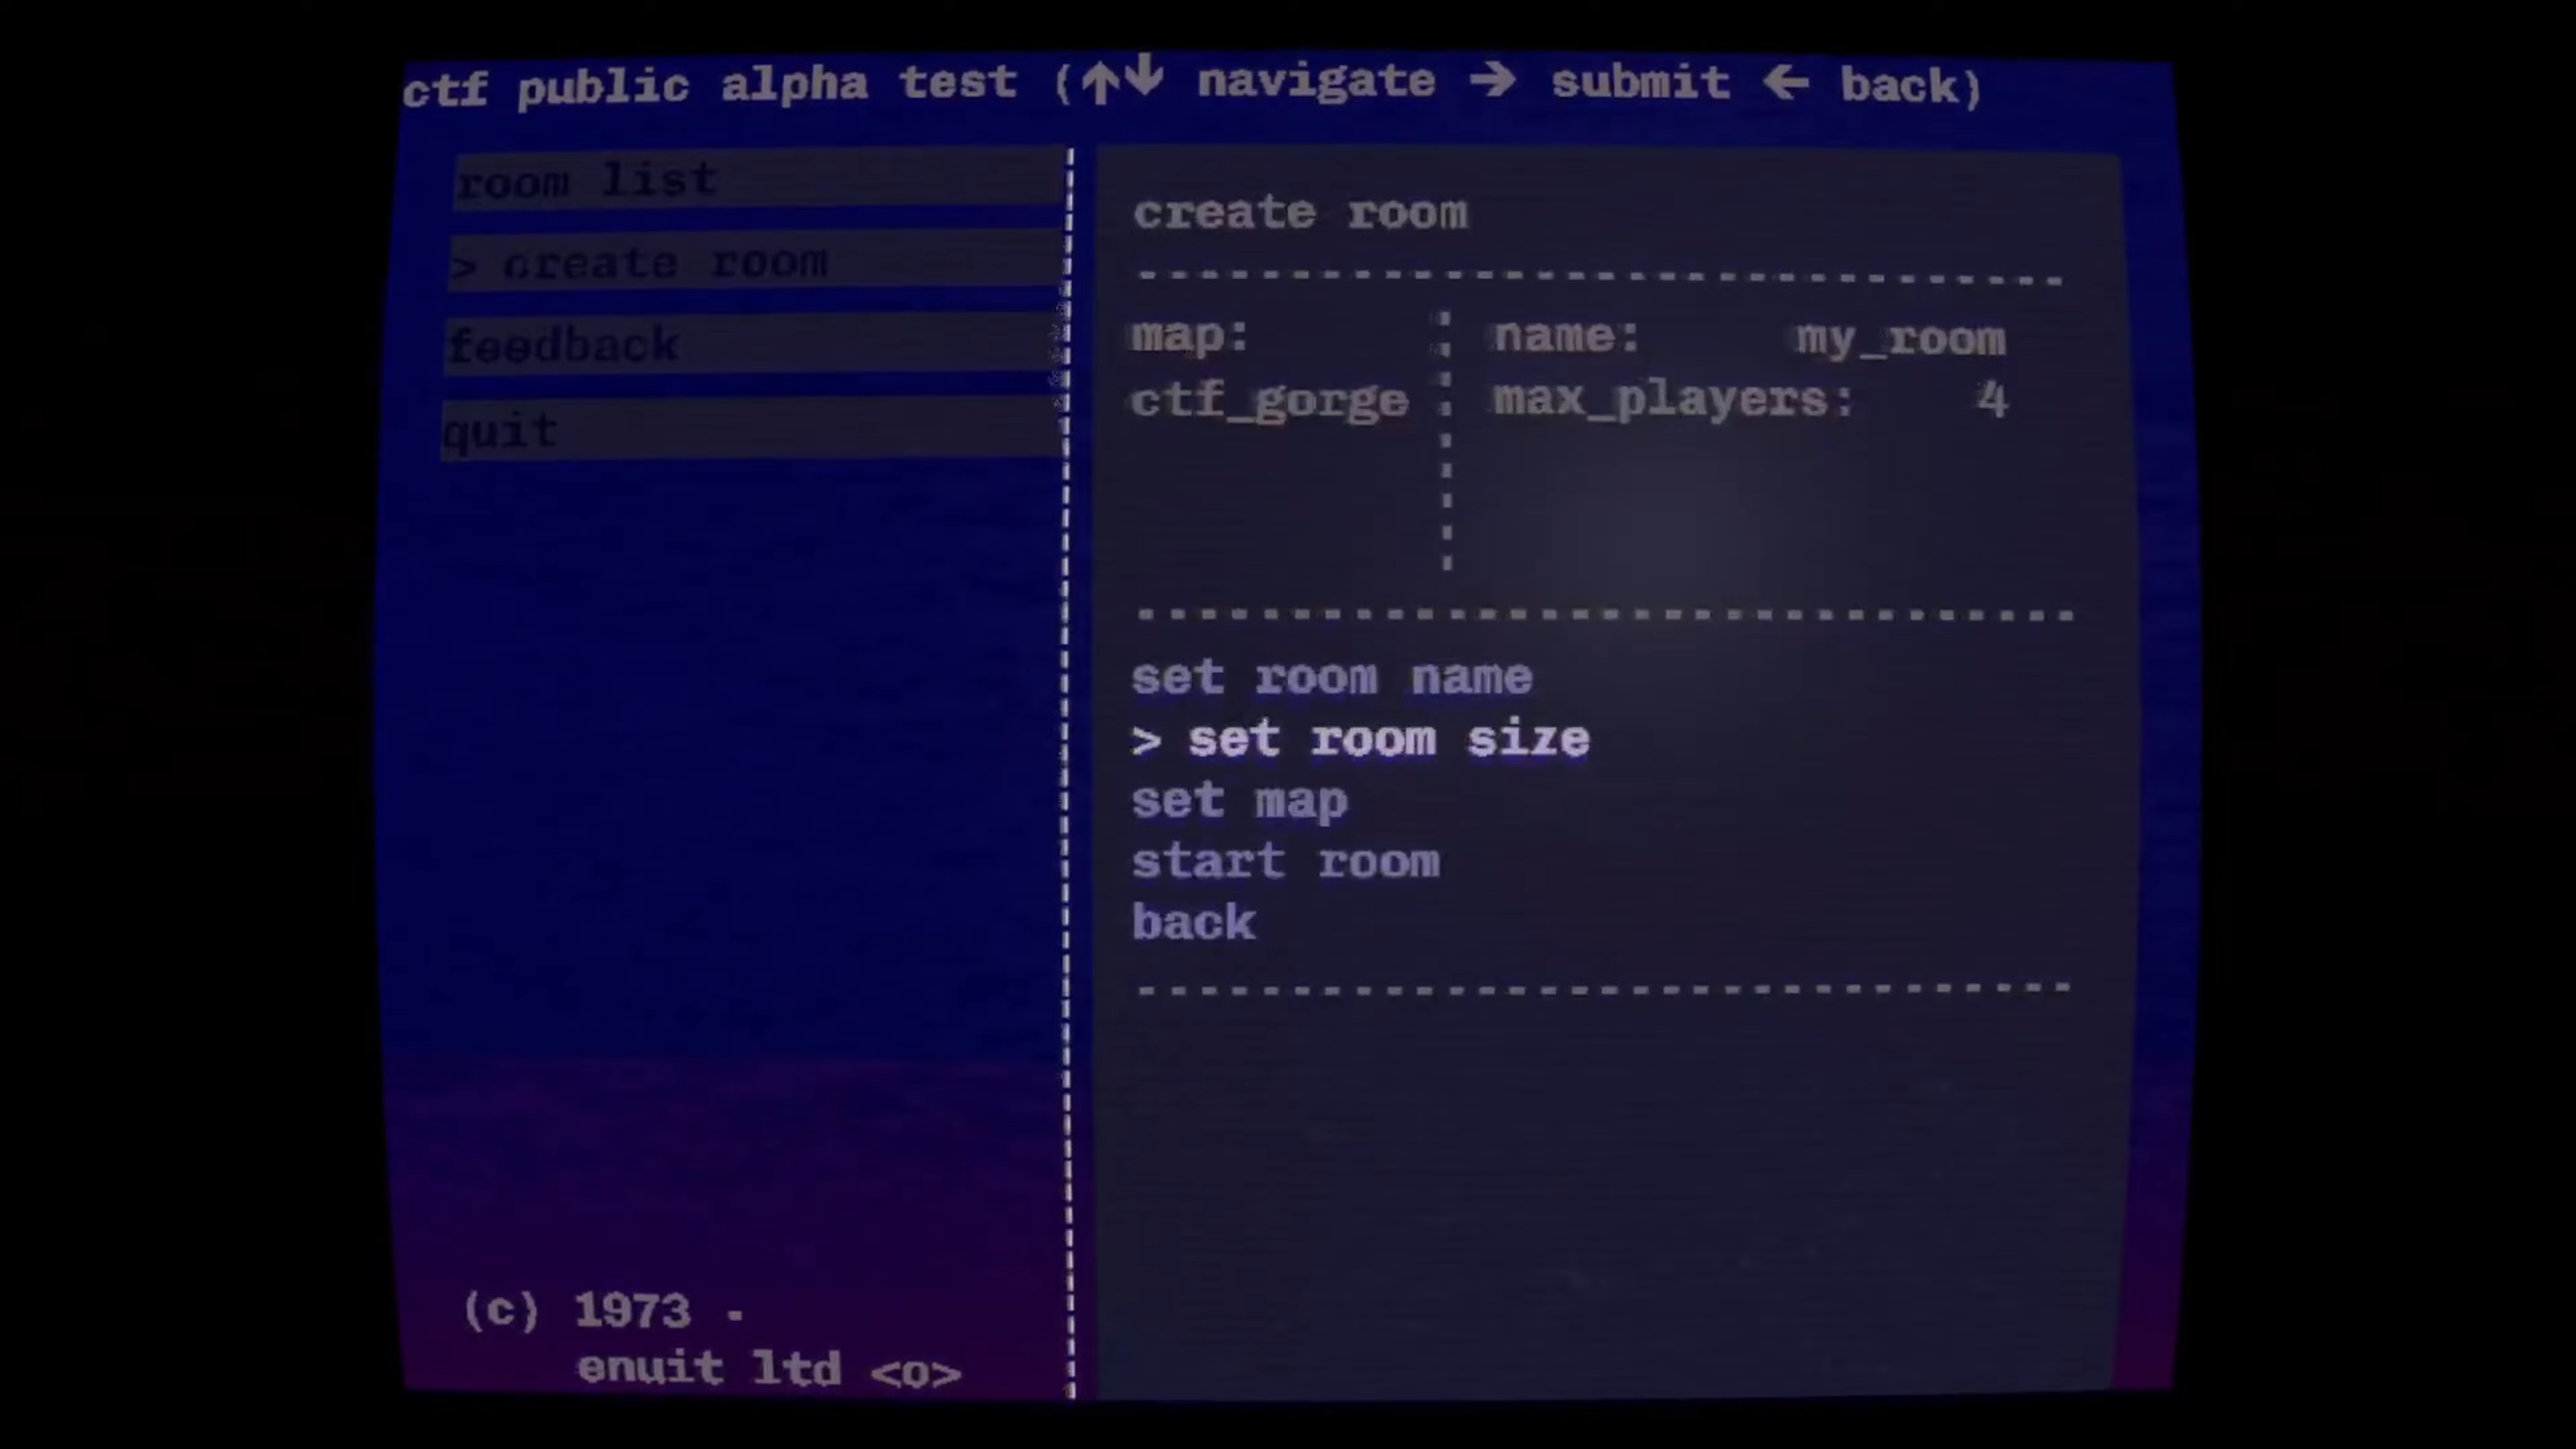 ctf public alpha test (↑↓ navigate → submit ← back)
room list
> create room
feedback
quit
create room
map:
ctf_gorge
name: my_room
max_players: 4
set room name
> set room size
set map
start room
back
(c) 1973 -
enuit ltd <o>